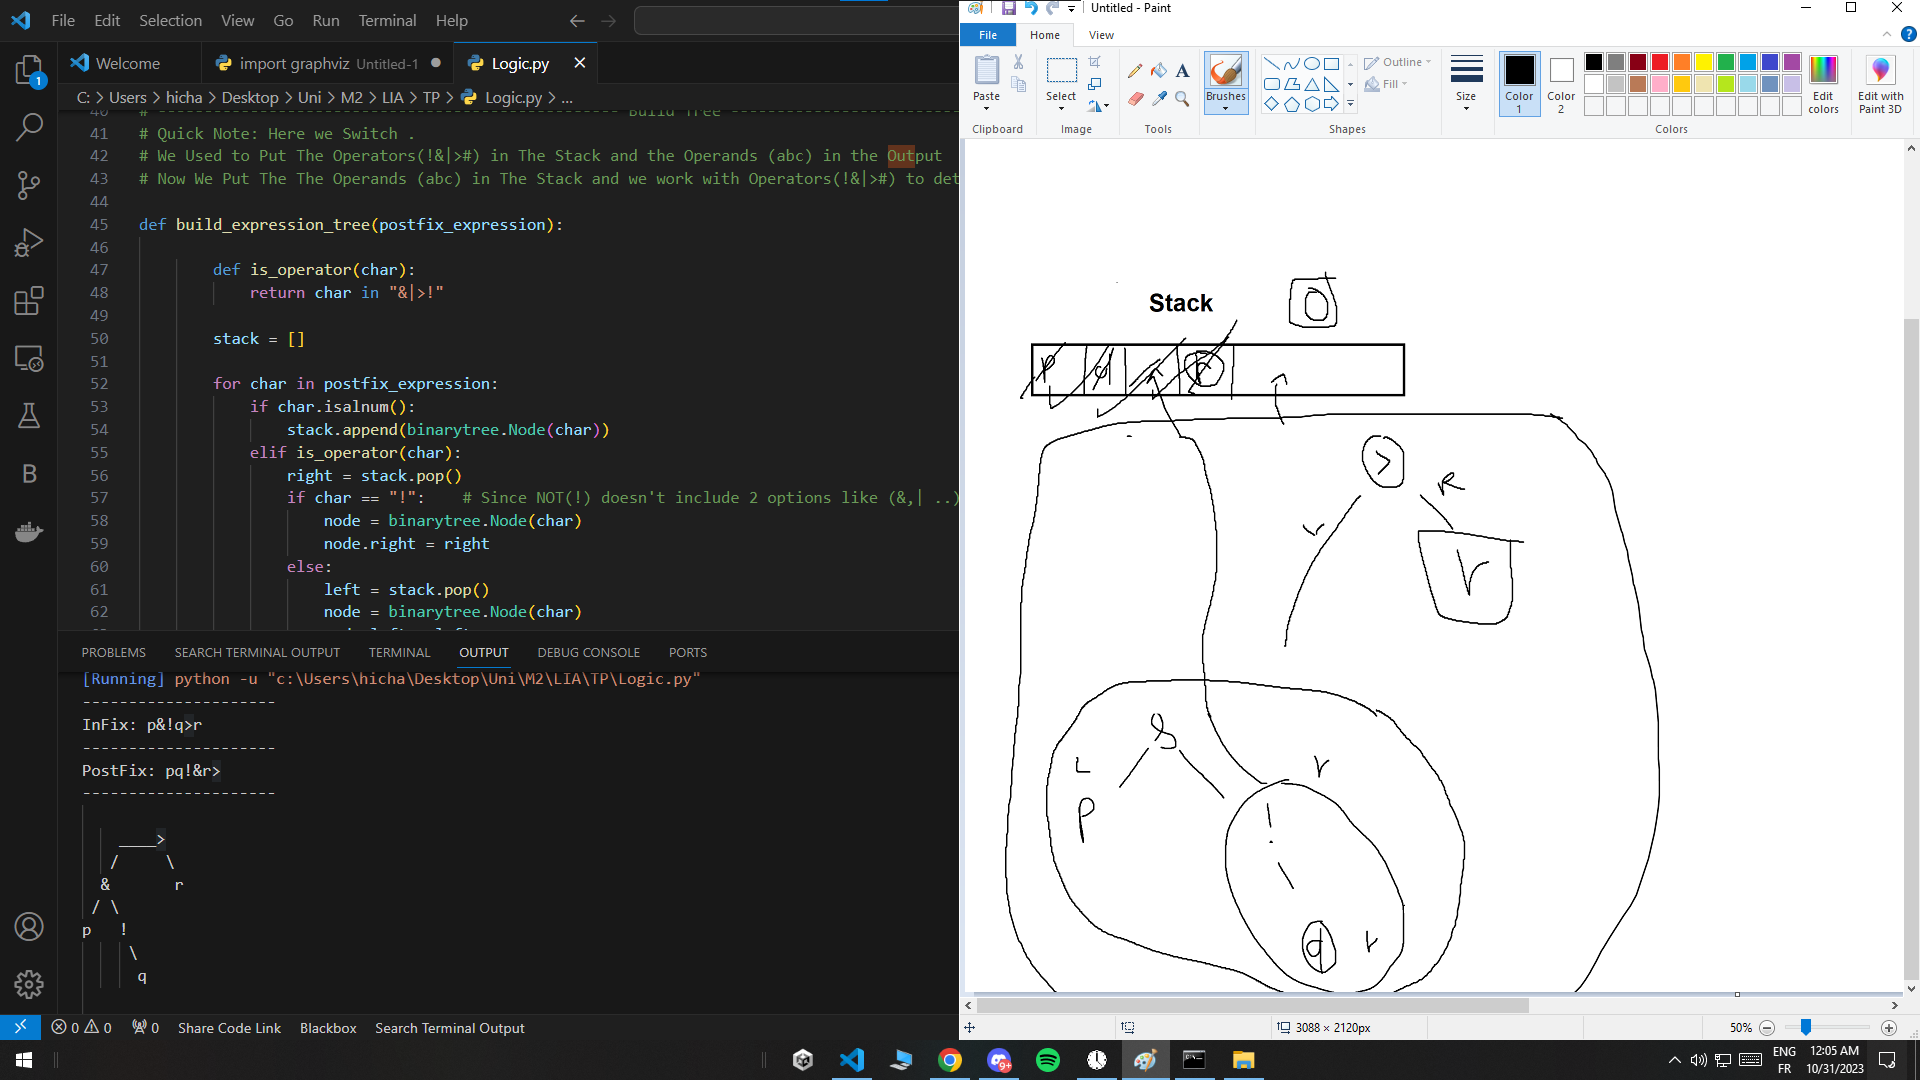 File Edit Selection View Go Run Terminal Help
Welcome
import graphviz Untitled-1
Logic.py
C: > Users > hicha > Desktop > Uni > M2 > LIA > TP > Logic.py > ...
40 # ---------- Build Tree ----------
41 # Quick Note: Here we Switch .
42 # We Used to Put The Operators(!&|>#) in The Stack and the Operands (abc) in the Output
43 # Now We Put The The Operands (abc) in The Stack and we work with Operators(!&|>#) to det
44
45 def build_expression_tree(postfix_expression):
46
47 def is_operator(char):
48 return char in "&|>!"
49
50 stack = []
51
52 for char in postfix_expression:
53 if char.isalnum():
54 stack.append(binarytree.Node(char))
55 elif is_operator(char):
56 right = stack.pop()
57 if char == "!": # Since NOT(!) doesn't include 2 options like (&,| ..)
58 node = binarytree.Node(char)
59 node.right = right
60 else:
61 left = stack.pop()
62 node = binarytree.Node(char)
PROBLEMS SEARCH TERMINAL OUTPUT TERMINAL OUTPUT DEBUG CONSOLE PORTS
[Running] python -u "c:\Users\hicha\Desktop\Uni\M2\LIA\TP\Logic.py"
---------------------
InFix: p&!q>r
---------------------
PostFix: pq!&r>
---------------------
____>
/ \
& r
/ \
p !
\
q
0 0 0 Share Code Link Blackbox Search Terminal Output
Untitled - Paint
File Home View
Paste
Clipboard
Select
Image
Tools
Brushes
Shapes
Outline
Fill
Size
Color 1
Color 2
Edit colors
Colors
Edit with Paint 3D
Stack
p q
>
R
r
&
L r
p
!
q r
3088 × 2120px
50%
1
9+
ENG
FR
12:05 AM
10/31/2023